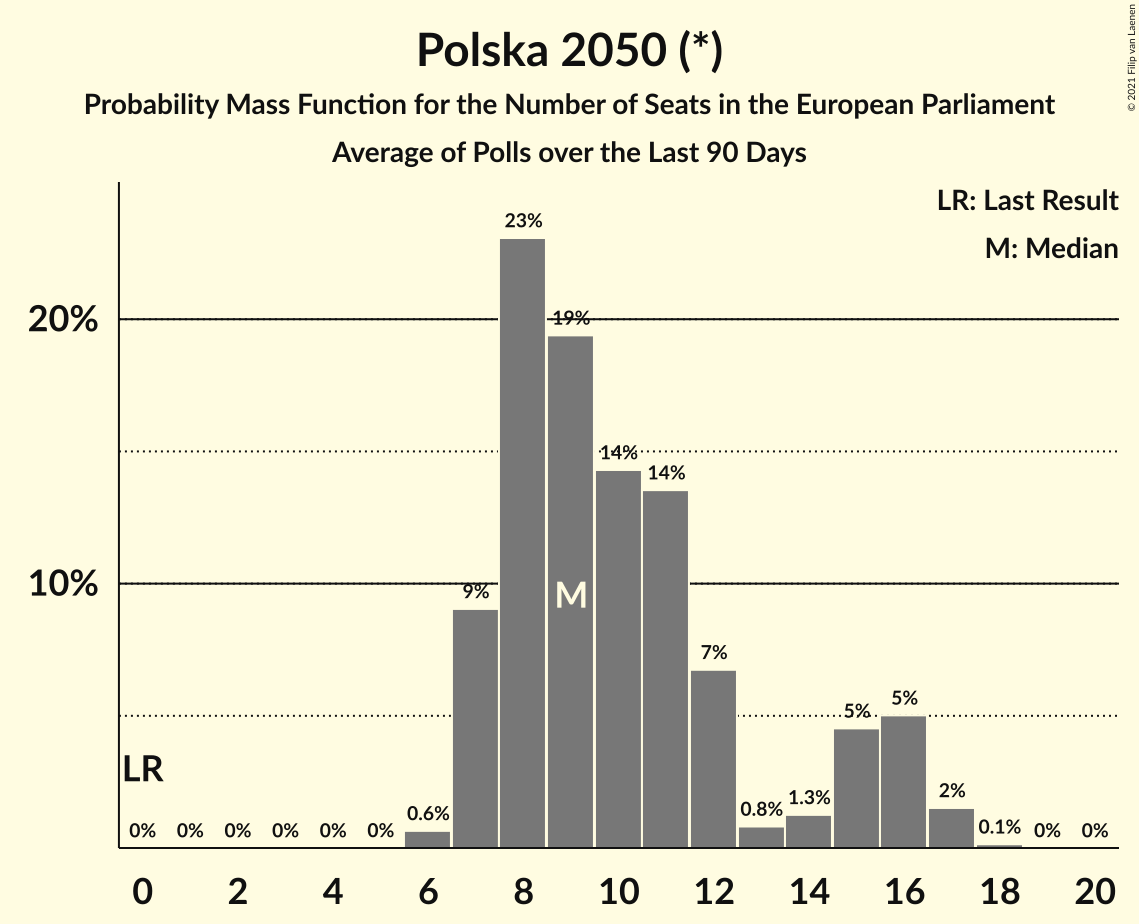 Polska 2050 (*)
Probability Mass Function for the Number of Seats in the European Parliament
Average of Polls over the Last 90 Days
© 2021 Filip van Laenen
LR: Last Result
M: Median
20%
10%
0% 0% 0% 0% 0% 0% 0.6% 9% 23% 19% 14% 14% 7% 0.8% 1.3% 5% 5% 2% 0.1% 0% 0%
M
LR
0 2 4 6 8 10 12 14 16 18 20